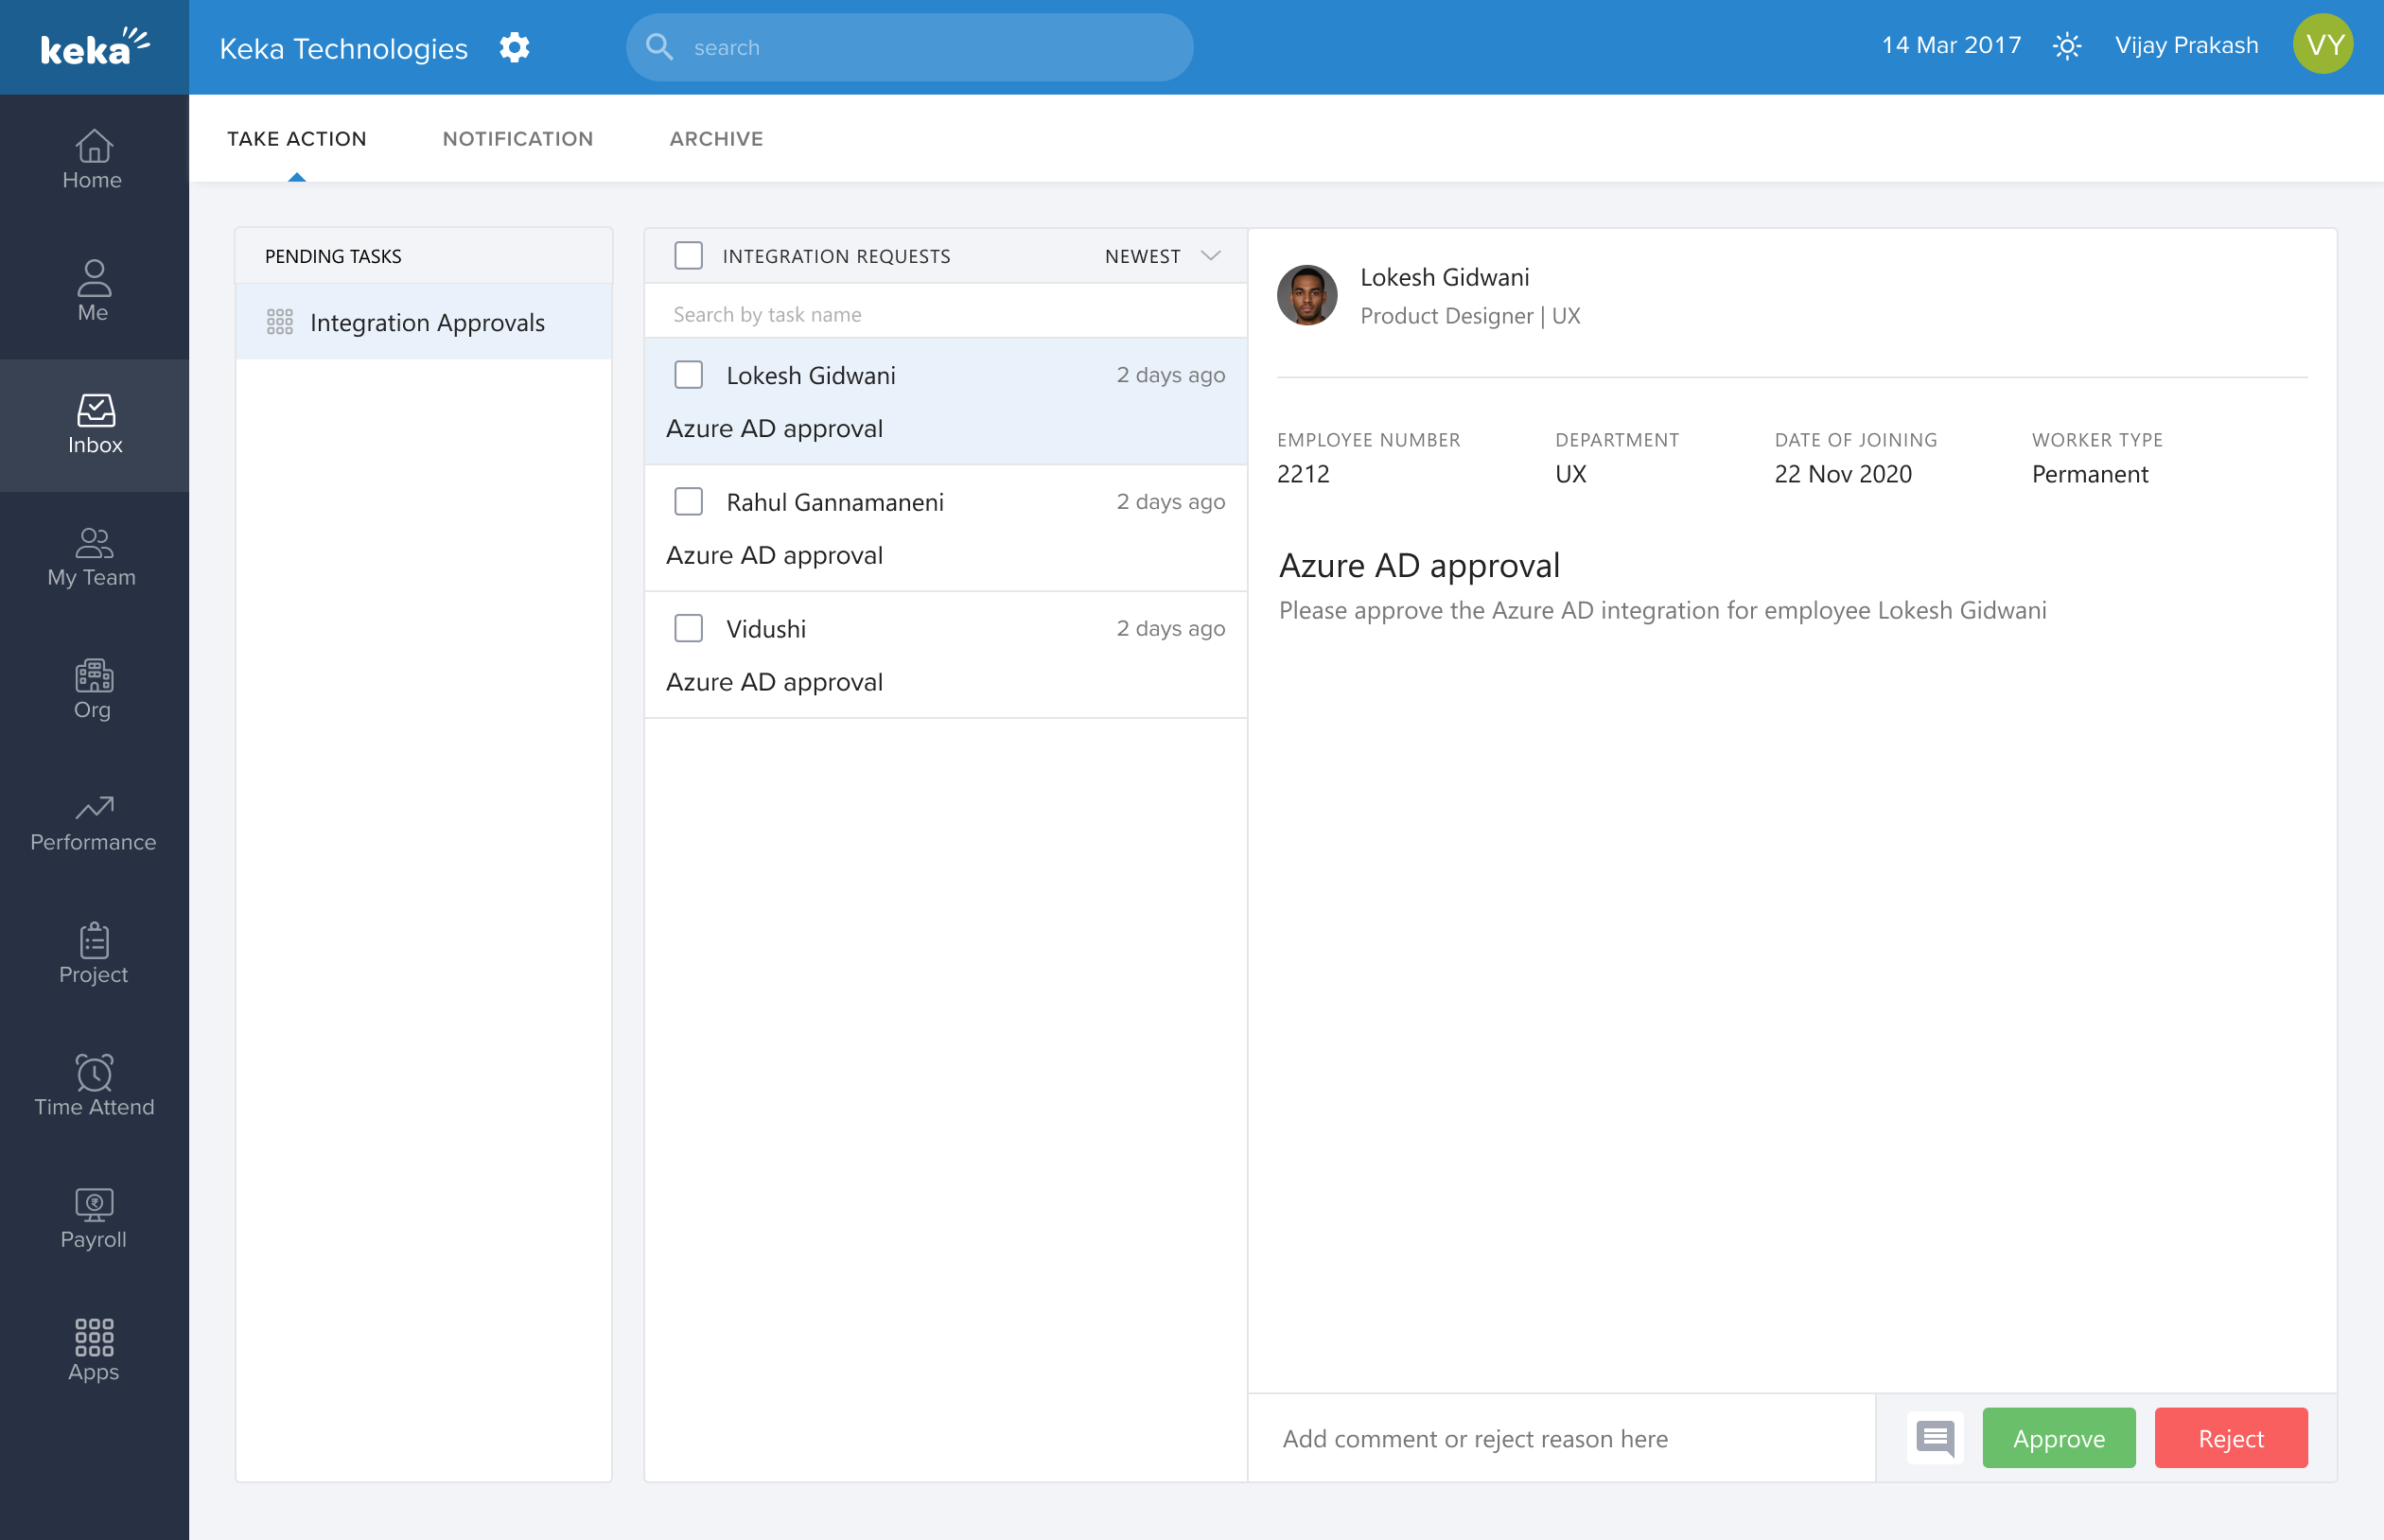 keka
Keka Technologies
search
14 Mar 2017
Vijay Prakash
VY
Home
Me
Inbox
My Team
Org
Performance
Project
Time Attend
Payroll
Apps
TAKE ACTION
NOTIFICATION
ARCHIVE
PENDING TASKS
Integration Approvals
INTEGRATION REQUESTS
NEWEST
Search by task name
Lokesh Gidwani
2 days ago
Azure AD approval
Rahul Gannamaneni
2 days ago
Azure AD approval
Vidushi
2 days ago
Azure AD approval
Lokesh Gidwani
Product Designer | UX
EMPLOYEE NUMBER
2212
DEPARTMENT
UX
DATE OF JOINING
22 Nov 2020
WORKER TYPE
Permanent
Azure AD approval
Please approve the Azure AD integration for employee Lokesh Gidwani
Add comment or reject reason here
Approve
Reject